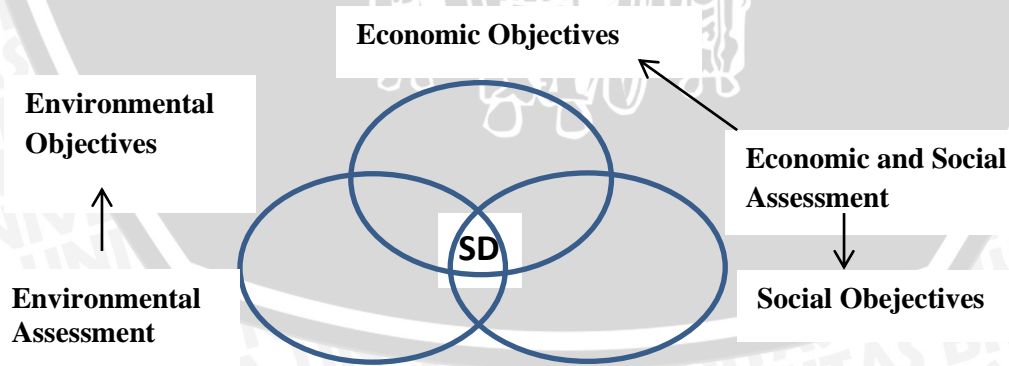 Economic Objectives
Environmental
Objectives
Economic and Social
Assessment
SD
Environmental
Assessment
Social Obejectives